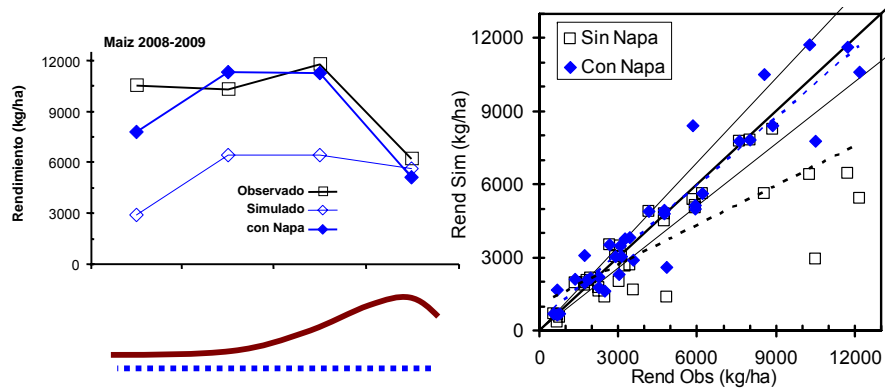 Maiz 2008-2009
Rendimiento (kg/ha)
12000
9000
6000
3000
0
Observado
Simulado
con Napa
Rend Sim (kg/ha)
12000
9000
6000
3000
0
Sin Napa
Con Napa
0 3000 6000 9000 12000
Rend Obs (kg/ha)